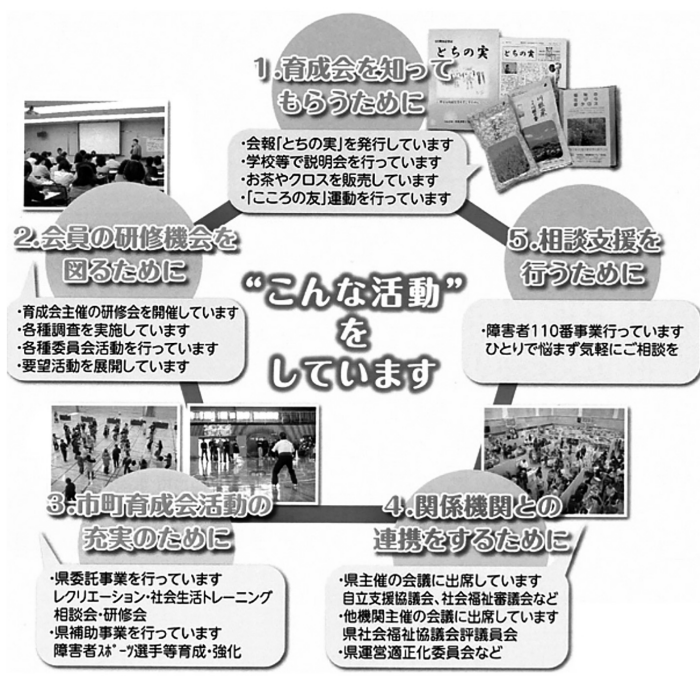 1.育成会を知って
もらうために
とちの実
とちの実
・会報「とちの実」を発行しています
・学校等で説明会を行っています
・お茶やクロスを販売しています
・「こころの友」運動を行っています
2.会員の研修機会を
図るために
・育成会主催の研修会を開催しています
・各種調査を実施しています
・各種委員会活動を行っています
・要望活動を展開しています
“こんな活動”
を
しています
5.相談支援を
行うために
・障害者110番事業行っています
ひとりで悩まず気軽にご相談を
3.市町育成会活動の
充実のために
・県委託事業を行っています
レクリエーション・社会生活トレーニング
相談会・研修会
・県補助事業を行っています
障害者スポーツ選手等育成・強化
4.関係機関との
連携をするために
・県主催の会議に出席しています
自立支援協議会、社会福祉審議会など
・他機関主催の会議に出席しています
県社会福祉協議会評議員会
・県運営適正化委員会など